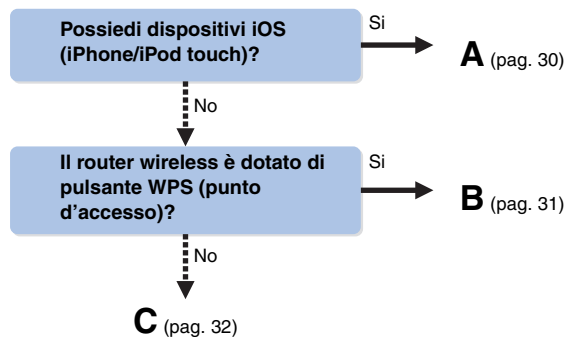 Possiedi dispositivi iOS
(iPhone/iPod touch)?
Si
A (pag. 30)
No
Il router wireless è dotato di
pulsante WPS (punto
d'accesso)?
Si
B (pag. 31)
No
C (pag. 32)